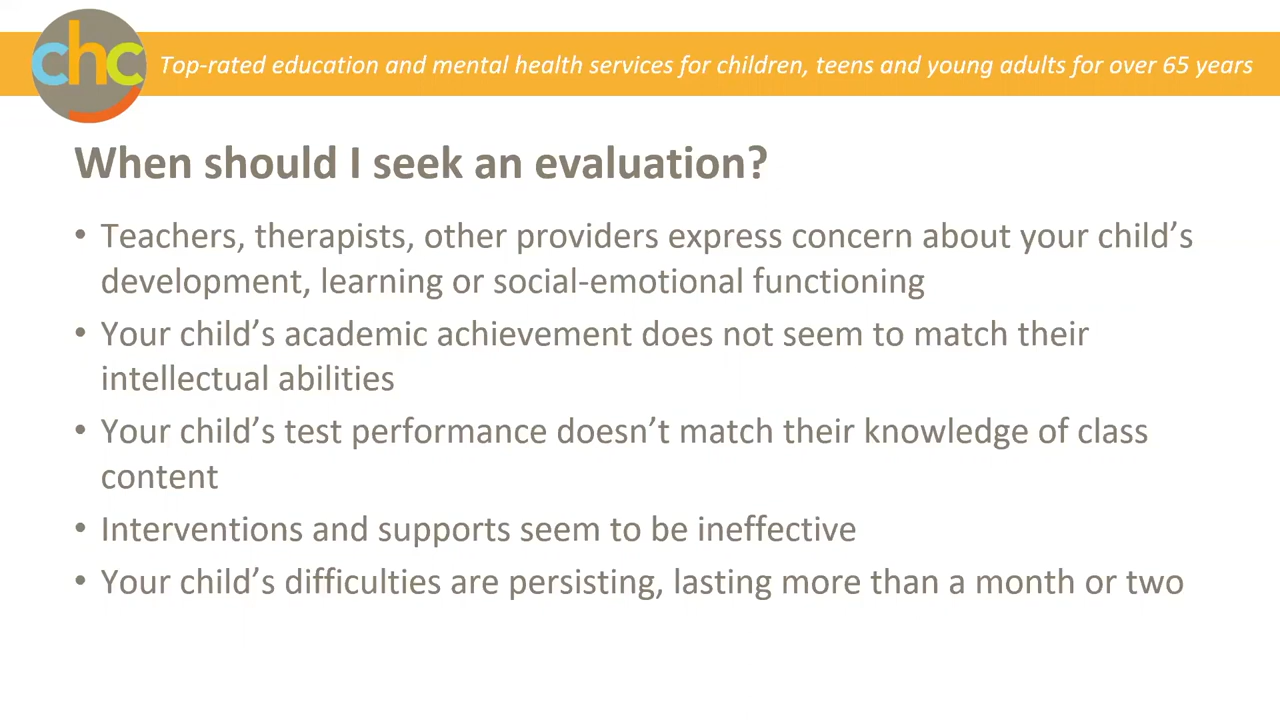 chc
Top-rated education and mental health services for children, teens and young adults for over 65 years
When should I seek an evaluation?
• Teachers, therapists, other providers express concern about your child’s
development, learning or social-emotional functioning
• Your child’s academic achievement does not seem to match their
intellectual abilities
• Your child’s test performance doesn’t match their knowledge of class
content
• Interventions and supports seem to be ineffective
• Your child’s difficulties are persisting, lasting more than a month or two